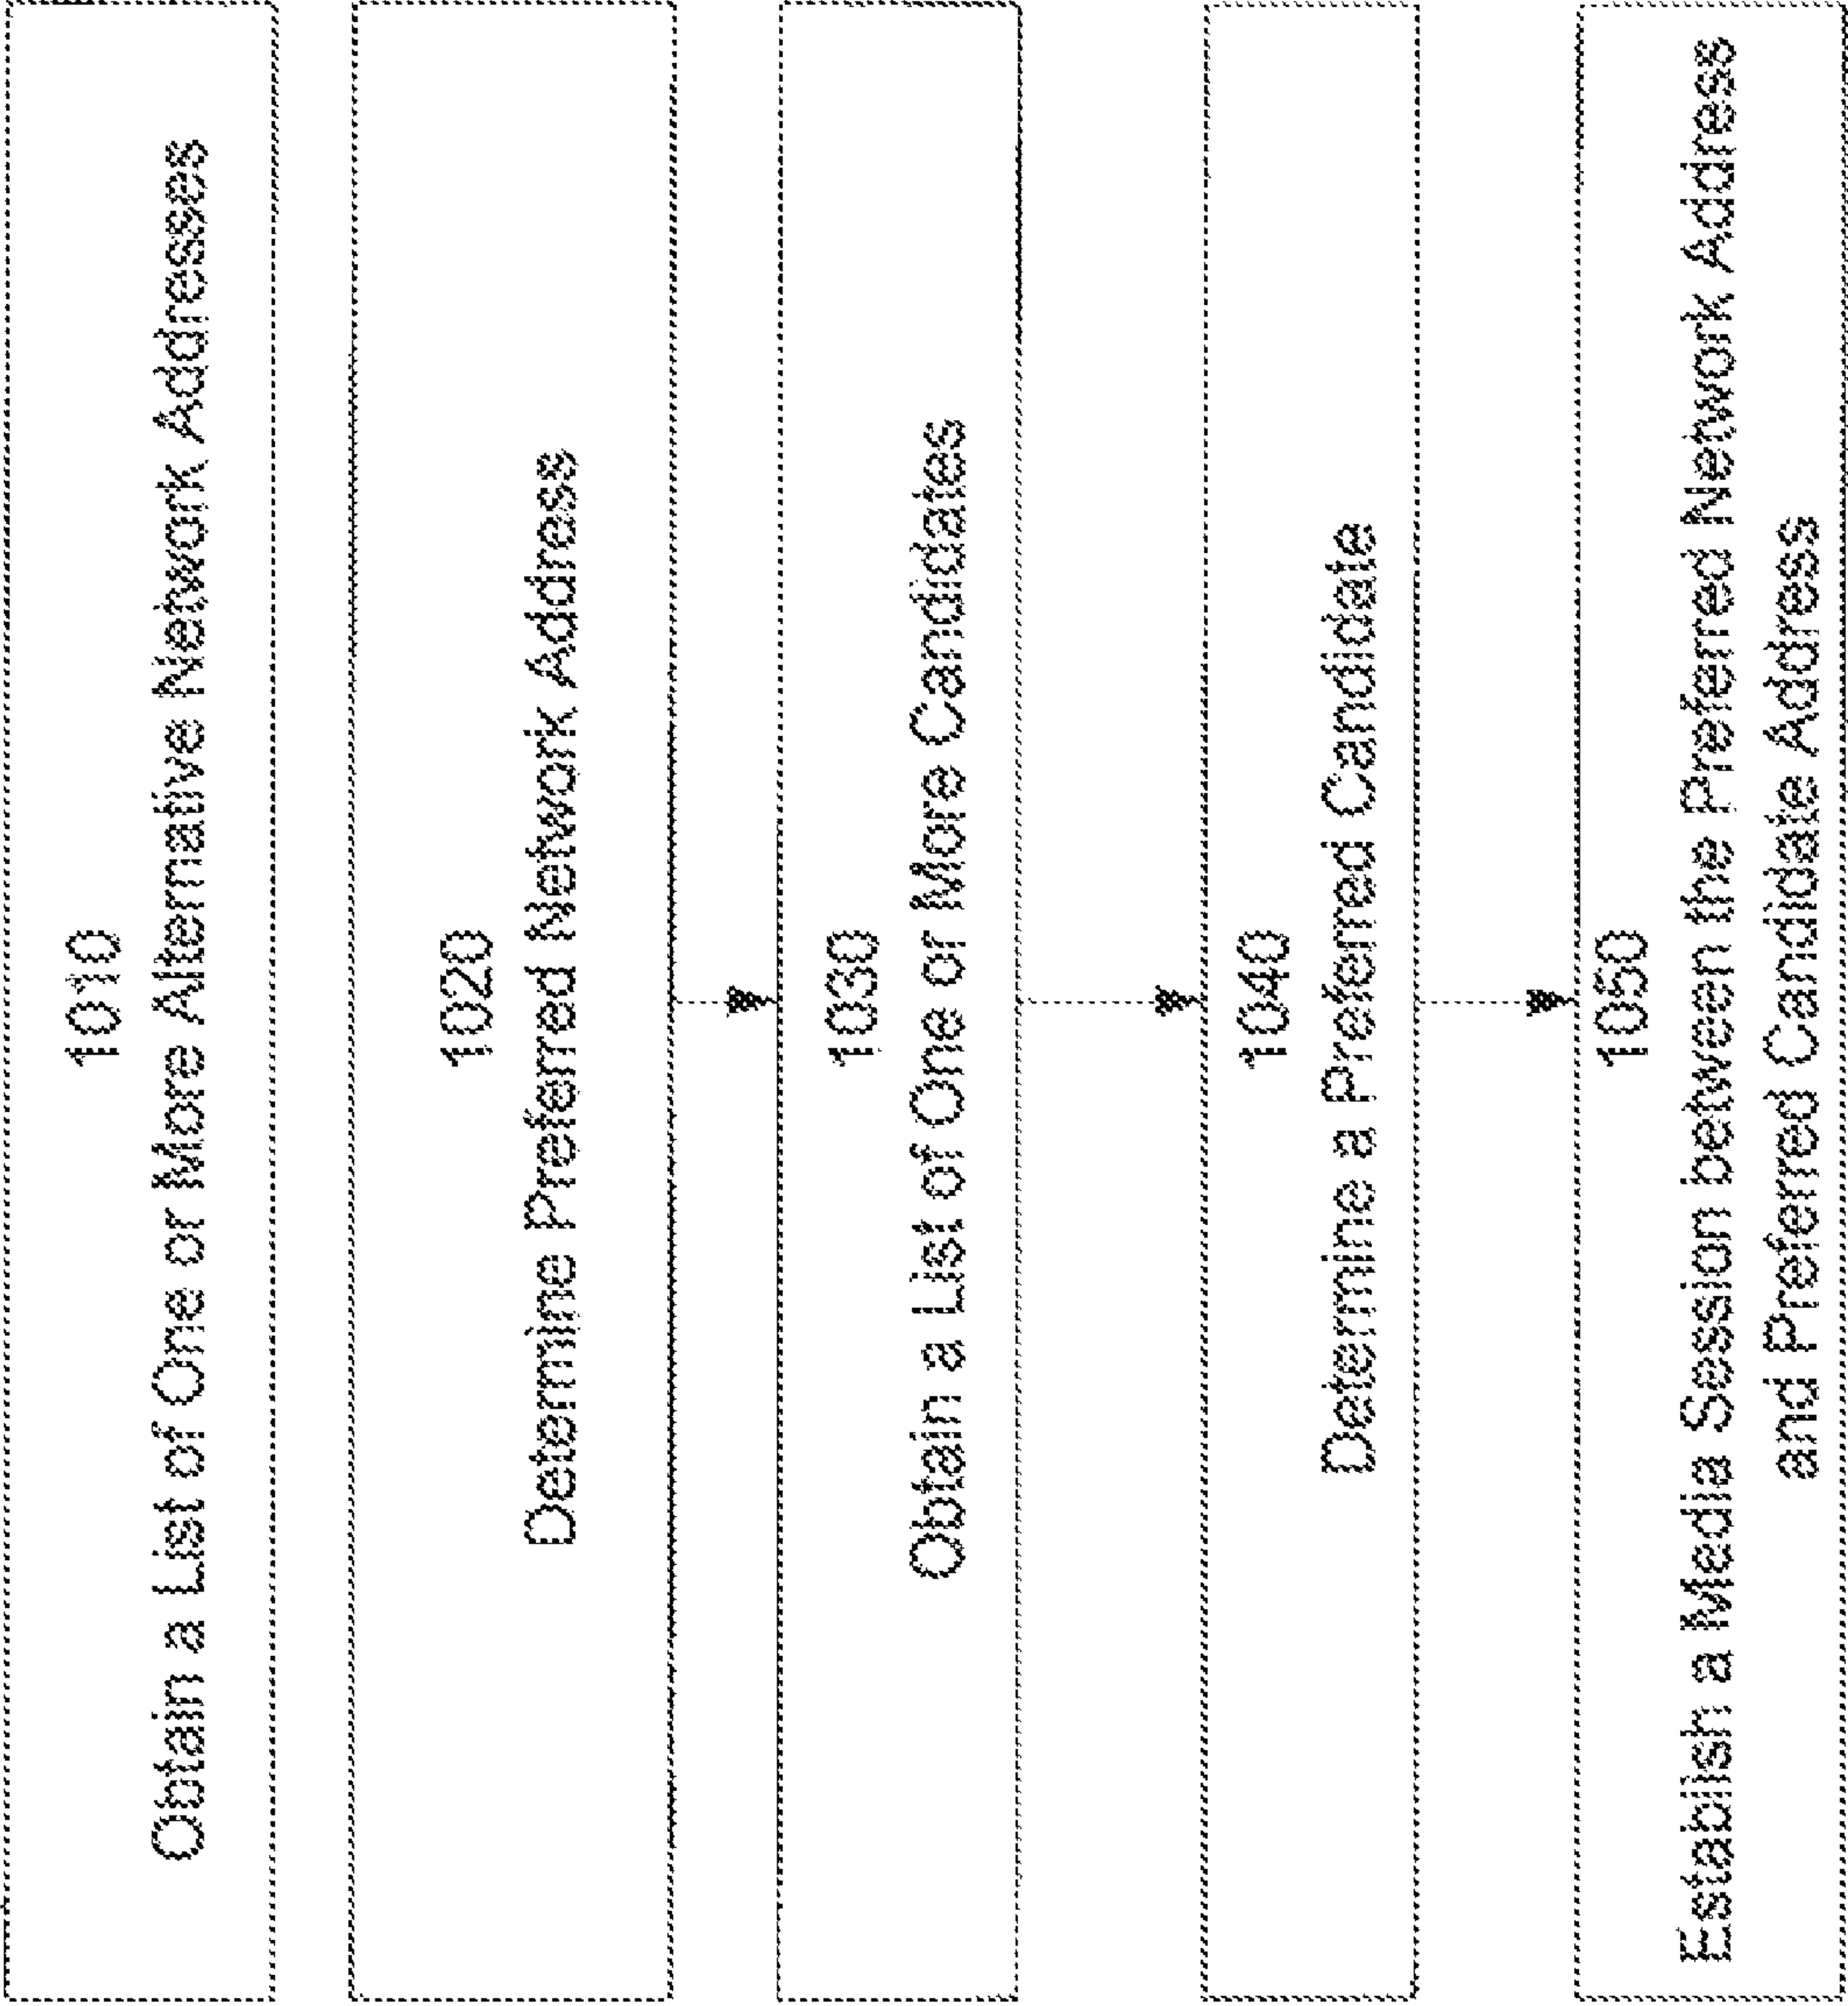 1010
Obtain a List of One or More Alternative Network Addresses
1020
Determine Preferred Network Address
1030
Obtain a List of One or More Candidates
1040
Determine a Preferred Candidate
1050
Establish a Media Session between the Preferred Network Address
and Preferred Candidate Address